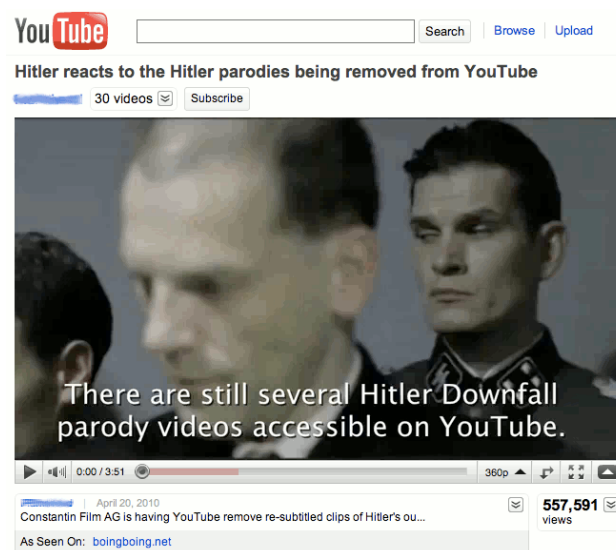 YouTube
Search
Browse
Upload
Hitler reacts to the Hitler parodies being removed from YouTube
30 videos
Subscribe
There are still several Hitler Downfall
parody videos accessible on YouTube.
0:00 / 3:51
360p
April 20, 2010
Constantin Film AG is having YouTube remove re-subtitled clips of Hitler's ou...
As Seen On: boingboing.net
557,591
views